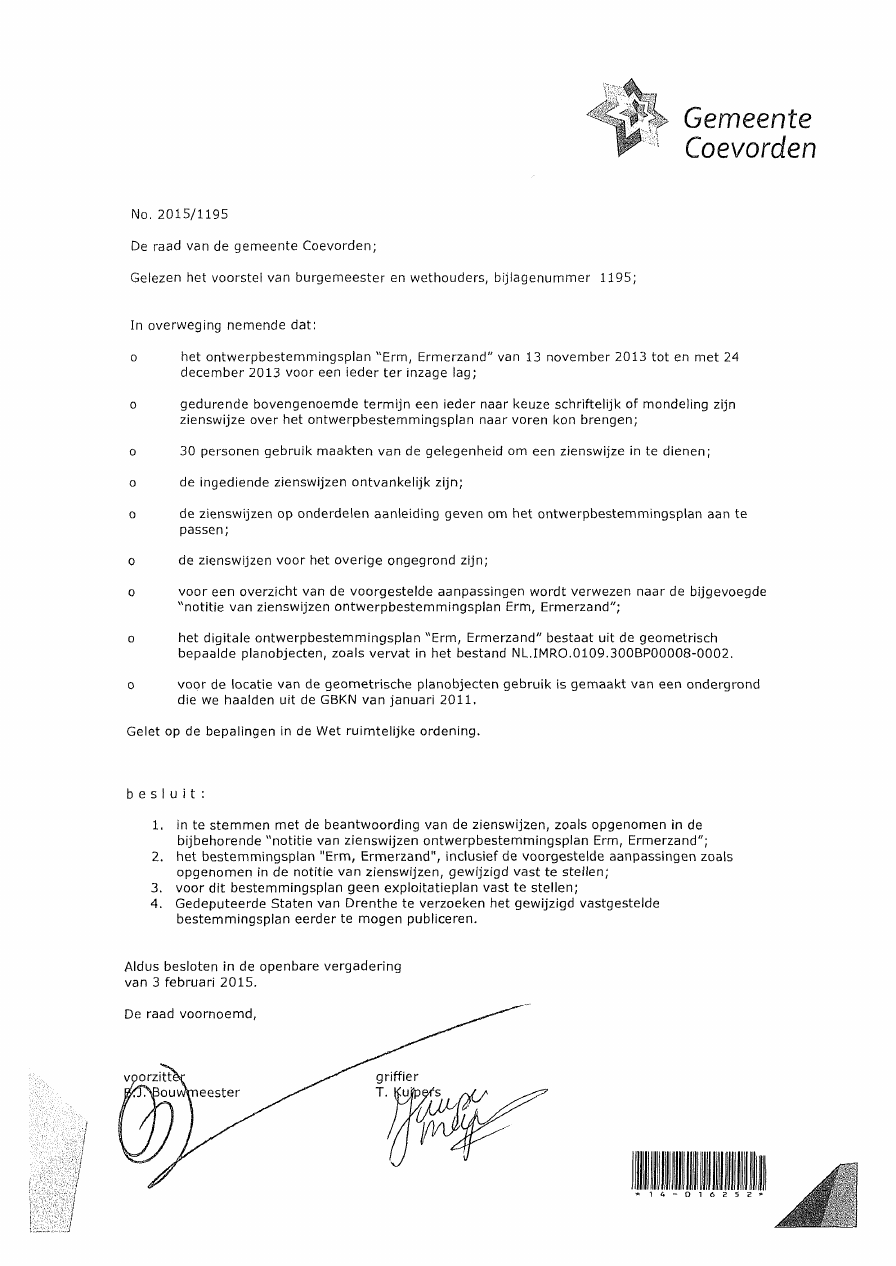 Gemeente
Coevorden
No. 2015/1195
De raad van de gemeente Coevorden;
Gelezen het voorstel van burgemeester en wethouders, bijlagenummer 1195;
In overweging nemende dat:
o het ontwerpbestemmingsplan "Erm, Ermerzand" van 13 november 2013 tot en met 24
december 2013 voor een ieder ter inzage lag;
o gedurende bovengenoemde termijn een ieder naar keuze schriftelijk of mondeling zijn
zienswijze over het ontwerpbestemmingsplan naar voren kon brengen;
o 30 personen gebruik maakten van de gelegenheid om een zienswijze in te dienen;
o de ingediende zienswijzen ontvankelijk zijn;
o de zienswijzen op onderdelen aanleiding geven om het ontwerpbestemmingsplan aan te
passen;
o de zienswijzen voor het overige ongegrond zijn;
o voor een overzicht van de voorgestelde aanpassingen wordt verwezen naar de bijgevoegde
"notitie van zienswijzen ontwerpbestemmingsplan Erm, Ermerzand";
o het digitale ontwerpbestemmingsplan "Erm, Ermerzand" bestaat uit de geometrisch
bepaalde planobjecten, zoals vervat in het bestand NL.IMRO.0109.300BP00008-0002.
o voor de locatie van de geometrische planobjecten gebruik is gemaakt van een ondergrond
die we haalden uit de GBKN van januari 2011.
Gelet op de bepalingen in de Wet ruimtelijke ordening.
b e s l u i t :
1. in te stemmen met de beantwoording van de zienswijzen, zoals opgenomen in de
bijbehorende "notitie van zienswijzen ontwerpbestemmingsplan Erm, Ermerzand";
2. het bestemmingsplan "Erm, Ermerzand", inclusief de voorgestelde aanpassingen zoals
opgenomen in de notitie van zienswijzen, gewijzigd vast te stellen;
3. voor dit bestemmingsplan geen exploitatieplan vast te stellen;
4. Gedeputeerde Staten van Drenthe te verzoeken het gewijzigd vastgestelde
bestemmingsplan eerder te mogen publiceren.
Aldus besloten in de openbare vergadering
van 3 februari 2015.
De raad voornoemd,
voorzitter griffier
Bouwmeester T. Kuipers
*14-016252*